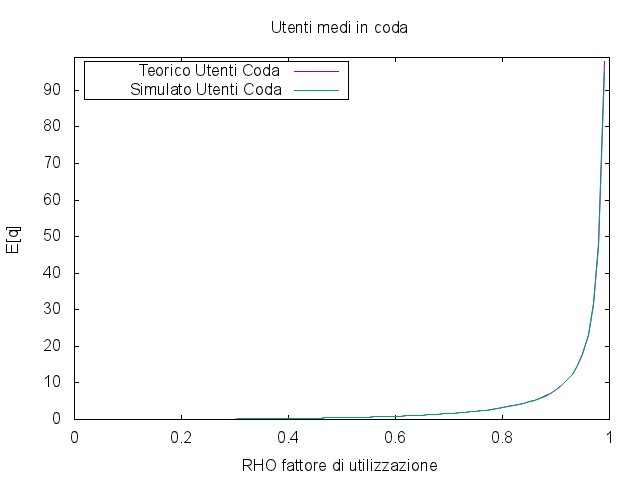 Utenti medi in coda
Teorico Utenti Coda
Simulato Utenti Coda
90
80
70
60
50
40
30
20
10
0
E[q]
0 0.2 0.4 0.6 0.8 1
RHO fattore di utilizzazione